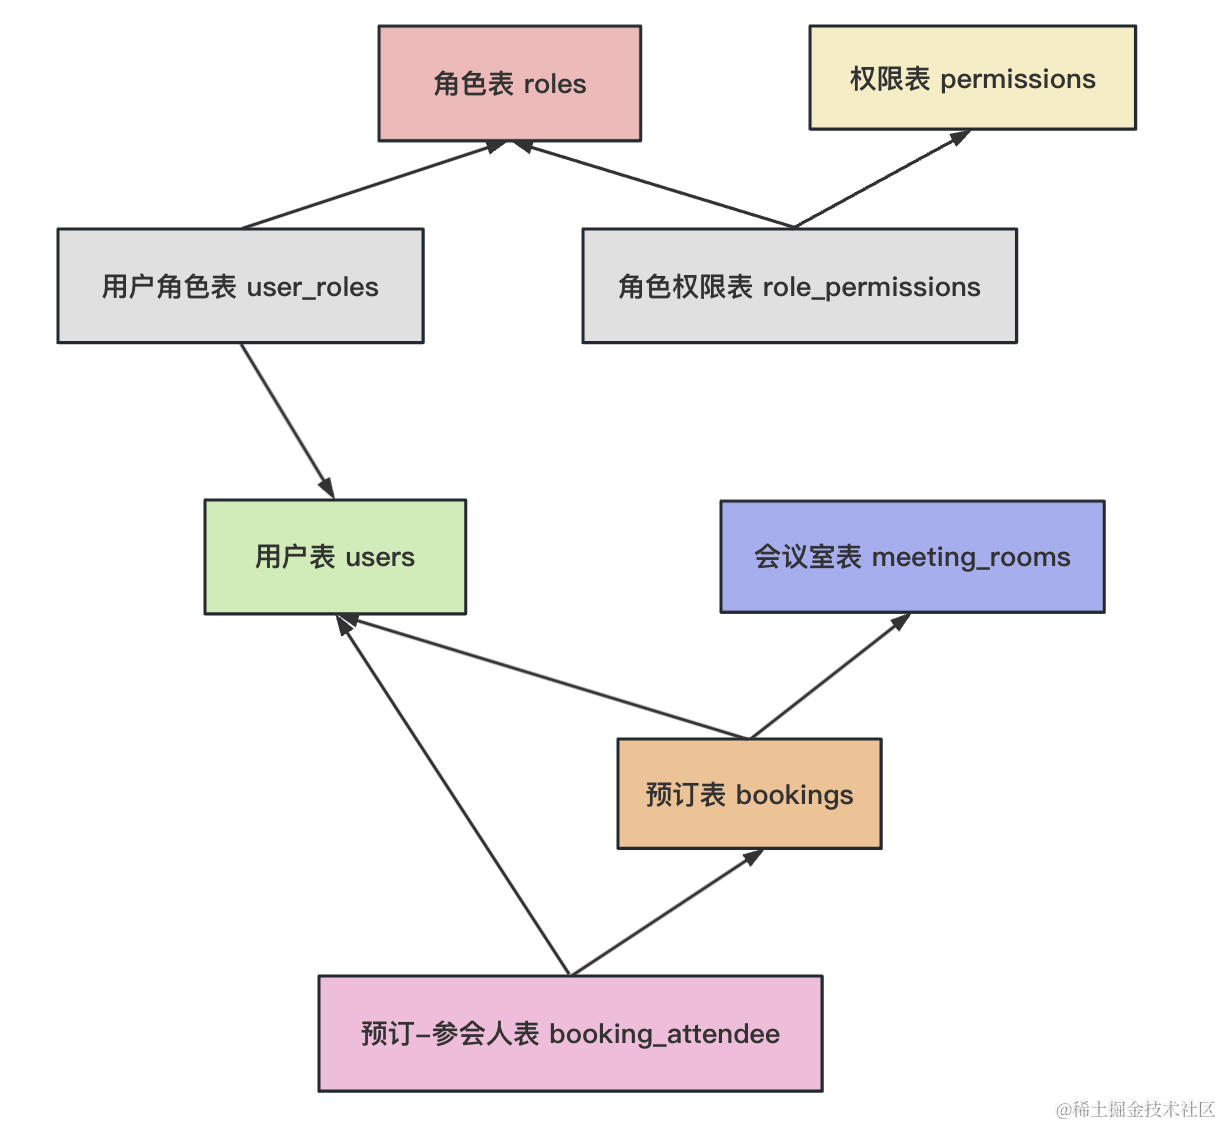 角色表 roles
权限表 permissions
用户角色表 user_roles
角色权限表 role_permissions
用户表 users
会议室表 meeting_rooms
预订表 bookings
预订-参会人表 booking_attendee
@稀土掘金技术社区